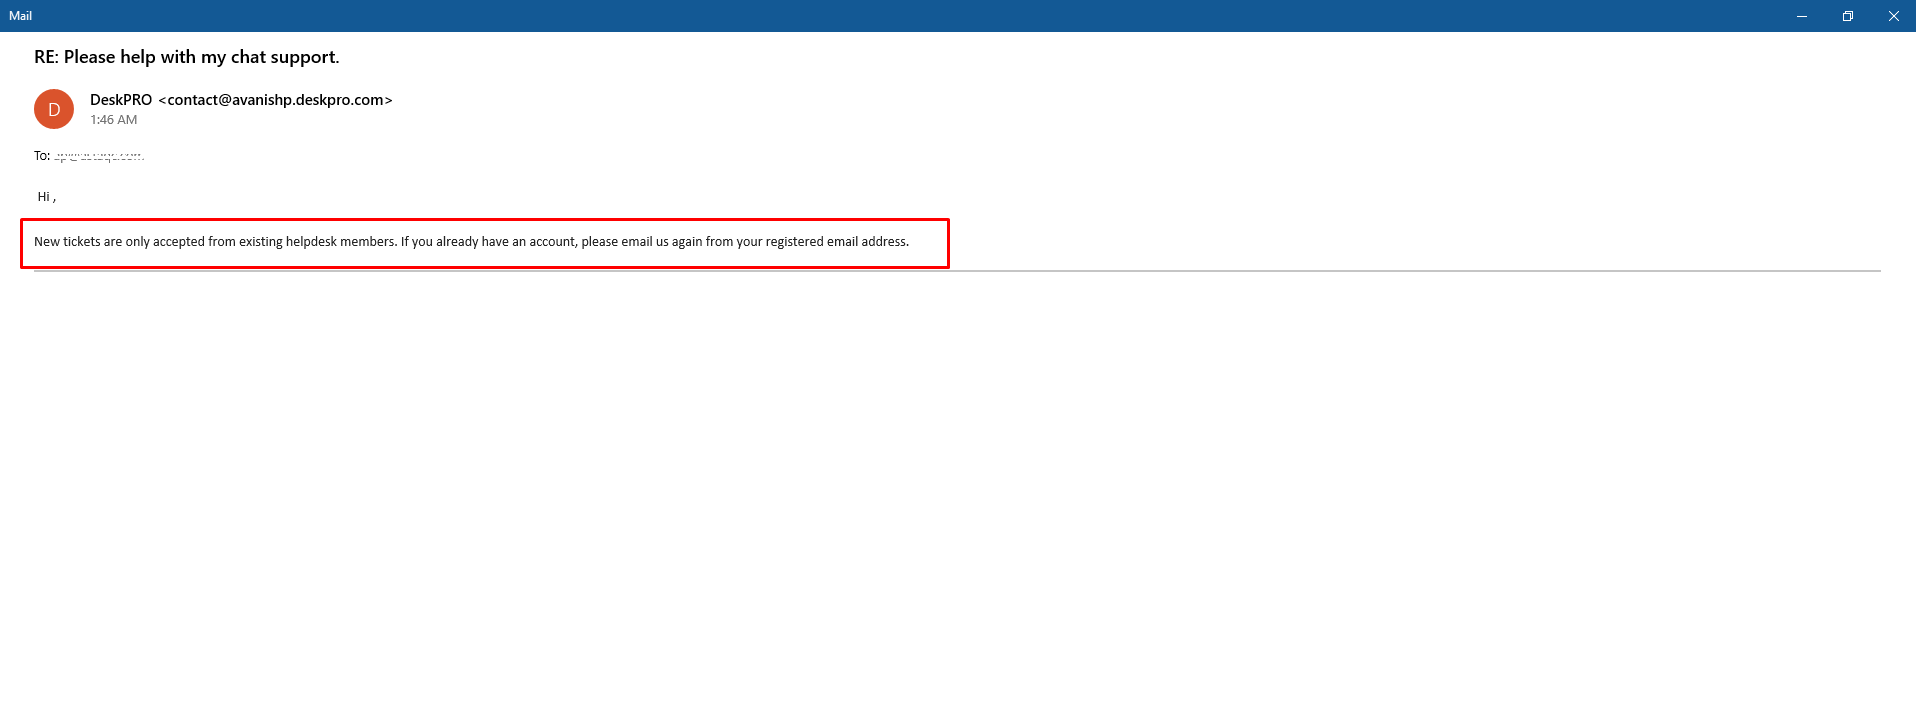 Mail
RE: Please help with my chat support.
D
DeskPRO <contact@avanishp.deskpro.com>
1:46 AM
To:
Hi ,
New tickets are only accepted from existing helpdesk members. If you already have an account, please email us again from your registered email address.